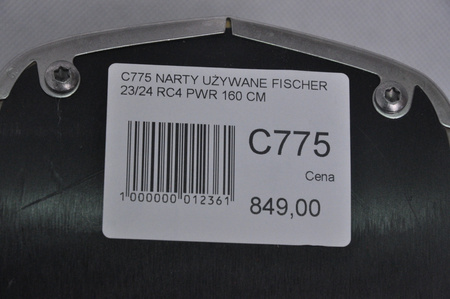 C775 NARTY UŻYWANE FISCHER
23/24 RC4 PWR 160 CM
C775
Cena
849,00
1 000000 012361